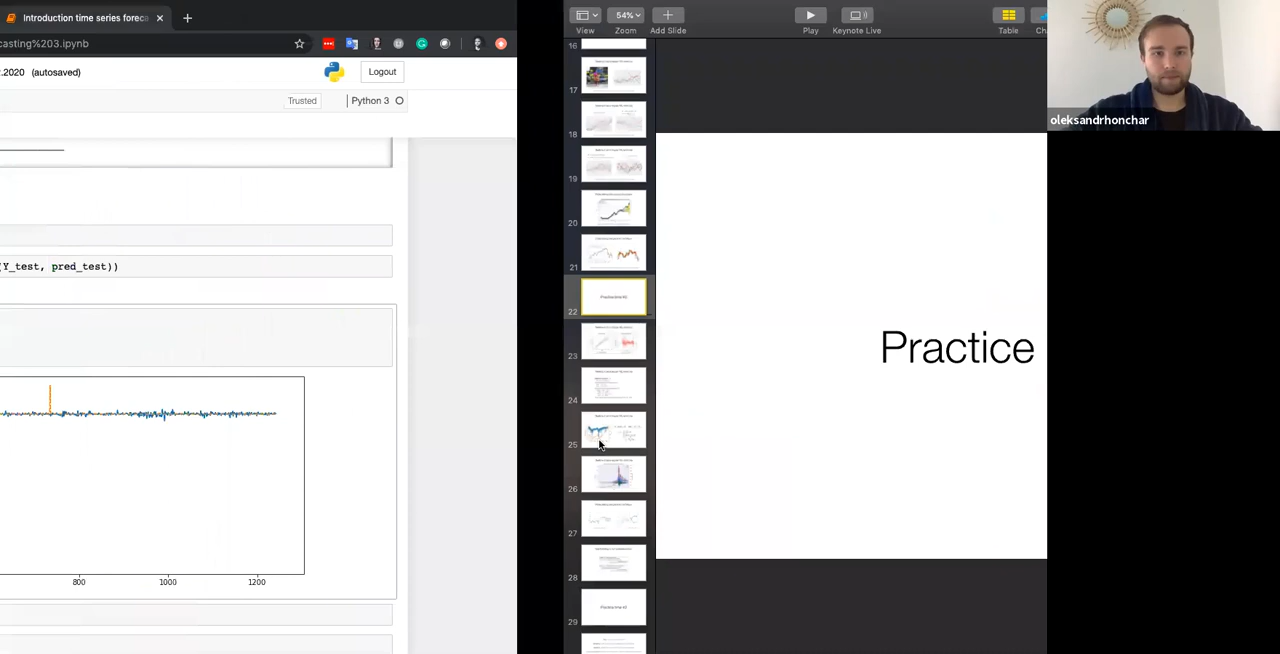 Introduction time series foreca
casting%203.ipynb
.2020 (autosaved)
Logout
Trusted
Python 3
(Y_test, pred_test))
800
1000
1200
54%
View
Zoom
Add Slide
Play
Keynote Live
Table
16
17
18
19
20
21
22
23
24
25
26
27
28
29
Practice
oleksandrhonchar